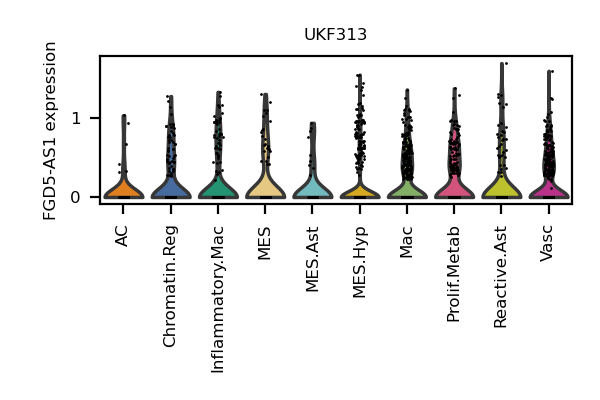 UKF313
FGD5-AS1 expression
1
0
AC
Chromatin.Reg
Inflammatory.Mac
MES
MES.Ast
MES.Hyp
Mac
Prolif.Metab
Reactive.Ast
Vasc